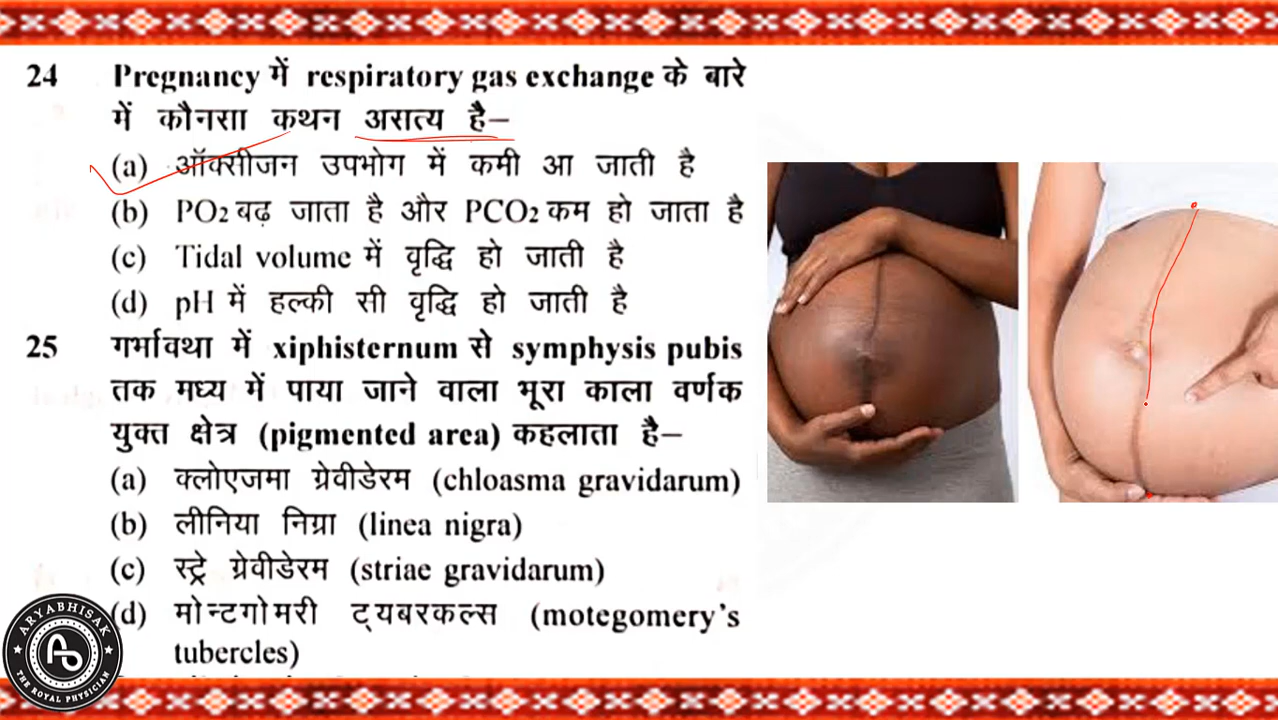 24 Pregnancy में respiratory gas exchange के बारे
में कौनसाा कथन असत्य है–
(a) ऑक्सीजन उपभोग में कमी आ जाती है
(b) PO₂ बढ़ जाता है और PCO₂ कम हो जाता है
(c) Tidal volume में वृद्धि हो जाती है
(d) pH में हल्की सी वृद्धि हो जाती है
25 गर्भावथा में xiphisternum से symphysis pubis
तक मध्य में पाया जाने वाला भूरा काला वर्णक
युक्त क्षेत्र (pigmented area) कहलाता है–
(a) क्लोएजमा ग्रेवीडेरम (chloasma gravidarum)
(b) लीनिया निग्रा (linea nigra)
(c) स्ट्रे ग्रेवीडेरम (striae gravidarum)
(d) मोन्टगोमरी ट्यबरकल्स (motegomery's
tubercles)
ARYABHISAK
THE ROYAL PHYSICIAN